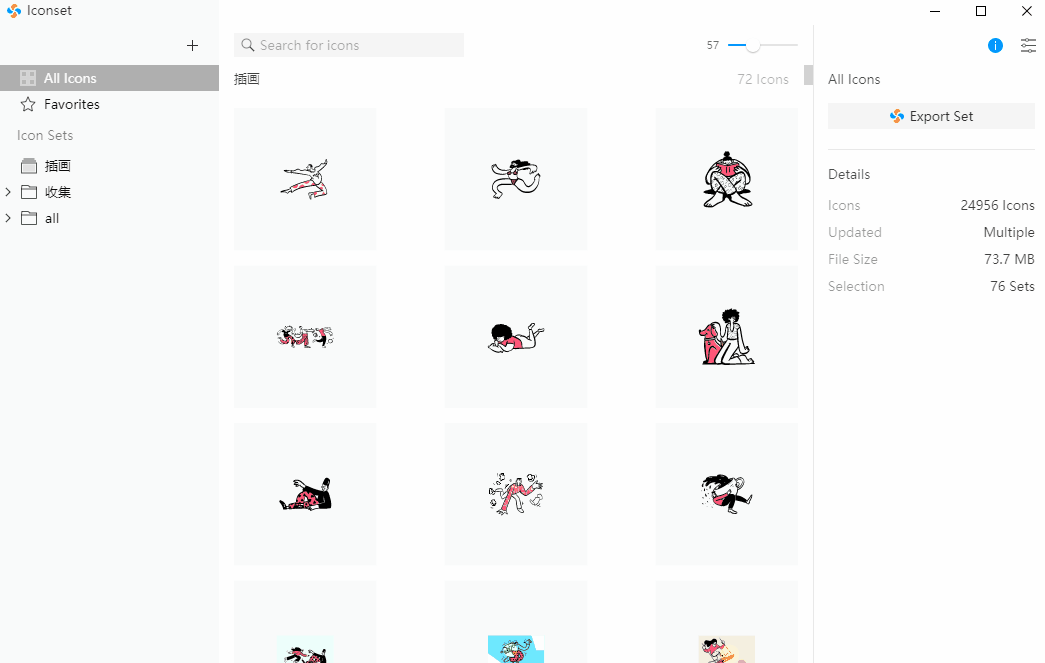 Iconset
Search for icons
57
All Icons
Favorites
Icon Sets
插画
收集
all
插画
72 Icons
All Icons
Export Set
Details
Icons 24956 Icons
Updated Multiple
File Size 73.7 MB
Selection 76 Sets